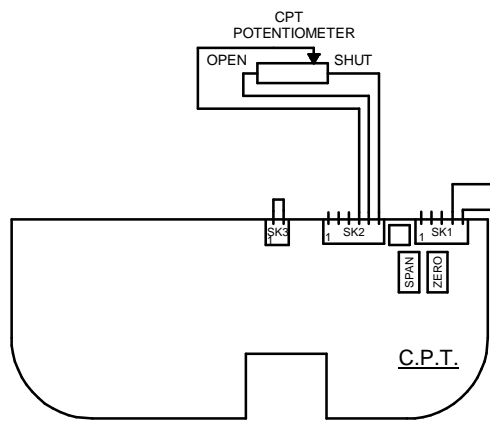 CPT
POTENTIOMETER
OPEN
SHUT
SK3
1
SK2
1
SK1
1
SPAN
ZERO
C.P.T.